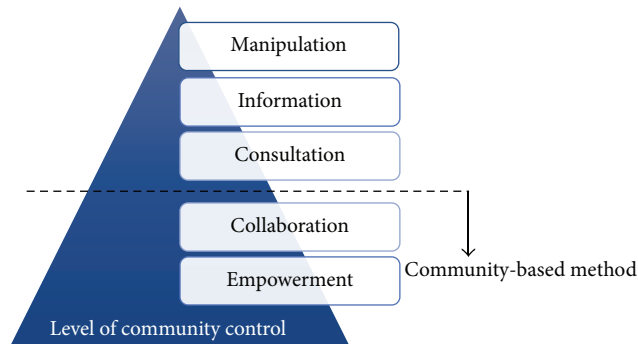 Manipulation
Information
Consultation
Collaboration
Empowerment
Community-based method
Level of community control